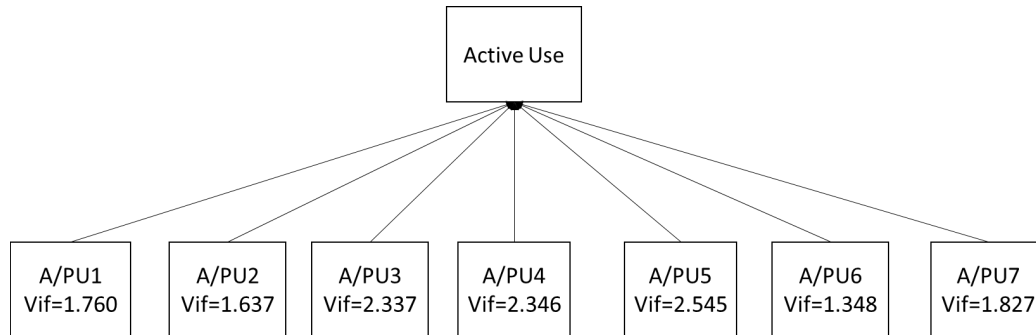 Active Use
A/PU1
Vif=1.760
A/PU2
Vif=1.637
A/PU3
Vif=2.337
A/PU4
Vif=2.346
A/PU5
Vif=2.545
A/PU6
Vif=1.348
A/PU7
Vif=1.827